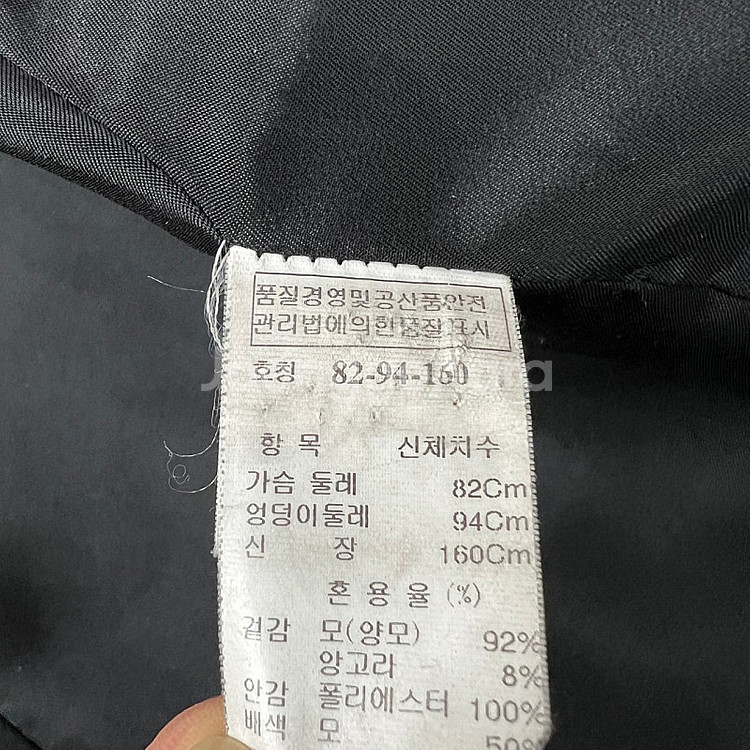 품질경영및공산품안전
관리법에의한품질표시
호칭 82-94-160
항 목 신체치수
가슴 둘레 82Cm
엉덩이둘레 94Cm
신 장 160Cm
혼 용 율 (%)
겉감 모(양모) 92%
앙고라 8%
안감 폴리에스터 100%
배색 모 50%